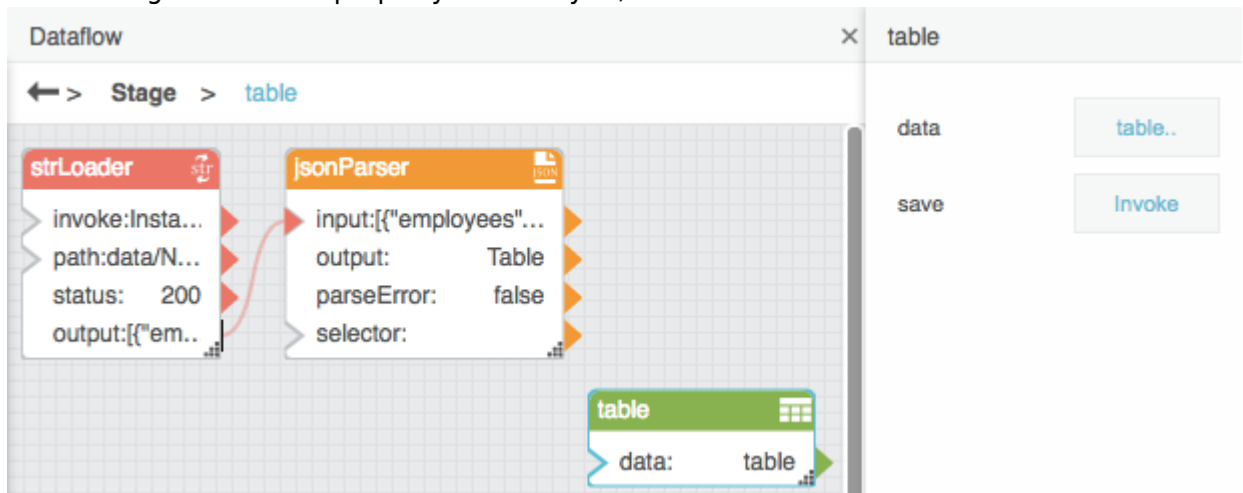 Dataflow × table
> Stage > table
data table..
strLoader str jsonParser JSON
save Invoke
invoke:Insta... input:[{"employees"...
path:data/N... output: Table
status: 200 parseError: false
output:[{"em... selector:
table
data: table